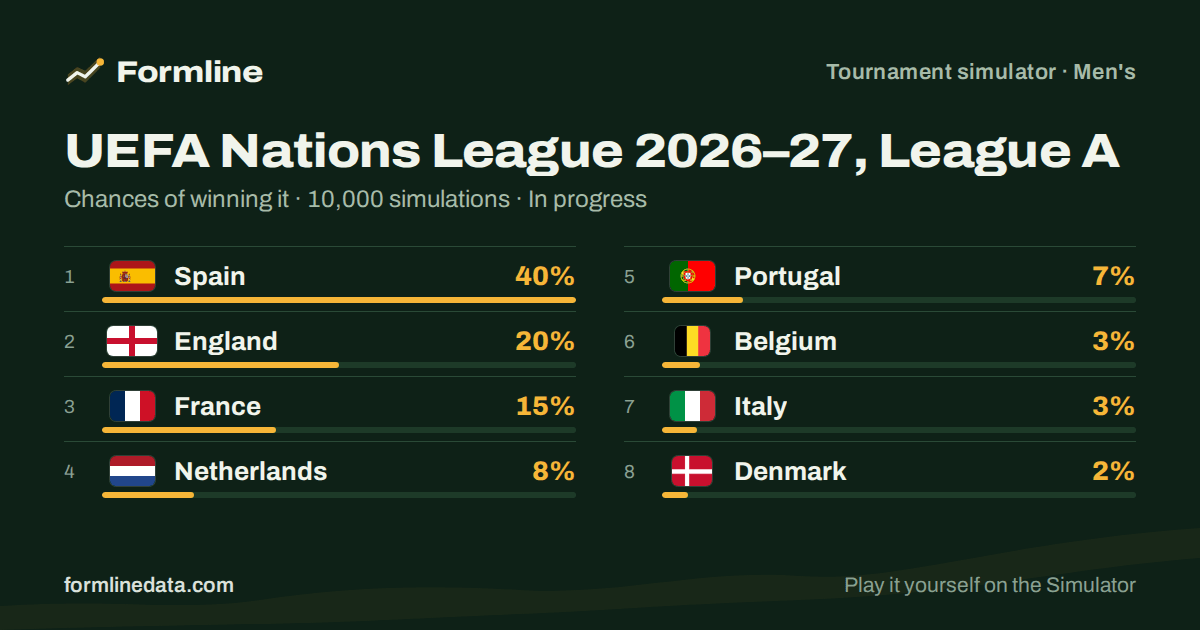 Formline
Tournament simulator · Men's
UEFA Nations League 2026–27, League A
Chances of winning it · 10,000 simulations · In progress
1 Spain 40%
2 England 20%
3 France 15%
4 Netherlands 8%
5 Portugal 7%
6 Belgium 3%
7 Italy 3%
8 Denmark 2%
formlinedata.com
Play it yourself on the Simulator